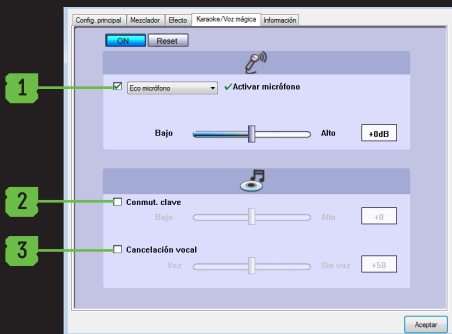 Config. principal Mezclador Efecto Karaoke/Voz mágica Información
ON Reset
1 Eco micrófono ✓Activar micrófono
Bajo Alto +0dB
2 Conmut. clave
Bajo Alto +0
3 Cancelación vocal
Voz Sin voz +50
Aceptar